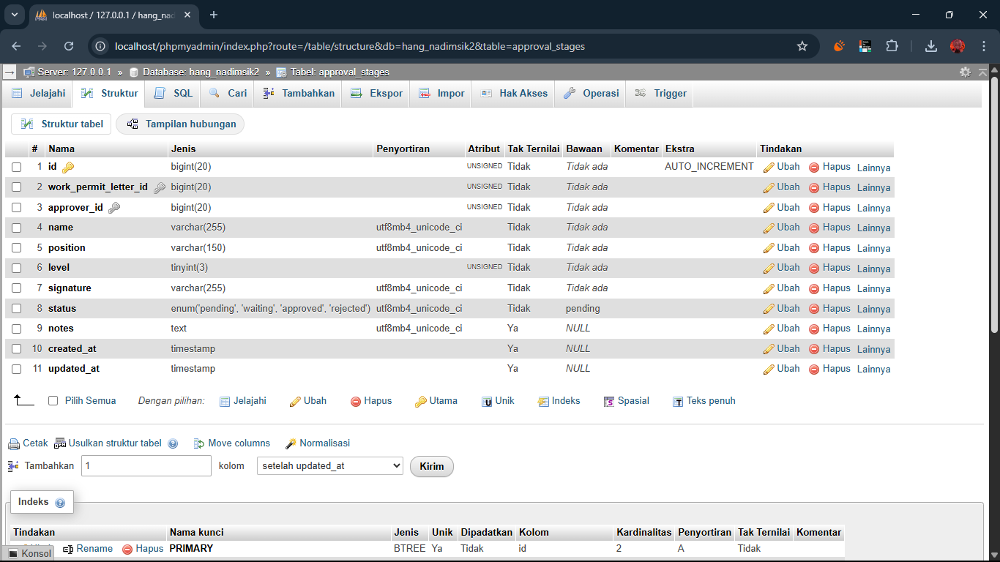 localhost / 127.0.0.1 / hang_nad
localhost/phpmyadmin/index.php?route=/table/structure&db=hang_nadimsik2&table=approval_stages
Server: 127.0.0.1 » Database: hang_nadimsik2 » Tabel: approval_stages
Jelajahi Struktur SQL Cari Tambahkan Ekspor Impor Hak Akses Operasi Trigger
Struktur tabel Tampilan hubungan
# Nama Jenis Penyortiran Atribut Tak Ternilai Bawaan Komentar Ekstra Tindakan
1 id bigint(20) UNSIGNED Tidak Tidak ada AUTO_INCREMENT Ubah Hapus Lainnya
2 work_permit_letter_id bigint(20) UNSIGNED Tidak Tidak ada Ubah Hapus Lainnya
3 approver_id bigint(20) UNSIGNED Tidak Tidak ada Ubah Hapus Lainnya
4 name varchar(255) utf8mb4_unicode_ci Tidak Tidak ada Ubah Hapus Lainnya
5 position varchar(150) utf8mb4_unicode_ci Tidak Tidak ada Ubah Hapus Lainnya
6 level tinyint(3) UNSIGNED Tidak Tidak ada Ubah Hapus Lainnya
7 signature varchar(255) utf8mb4_unicode_ci Tidak Tidak ada Ubah Hapus Lainnya
8 status enum('pending', 'waiting', 'approved', 'rejected') utf8mb4_unicode_ci Tidak pending Ubah Hapus Lainnya
9 notes text utf8mb4_unicode_ci Ya NULL Ubah Hapus Lainnya
10 created_at timestamp Ya NULL Ubah Hapus Lainnya
11 updated_at timestamp Ya NULL Ubah Hapus Lainnya
Pilih Semua Dengan pilihan: Jelajahi Ubah Hapus Utama Unik Indeks Spasial Teks penuh
Cetak Usulkan struktur tabel Move columns Normalisasi
Tambahkan 1 kolom setelah updated_at Kirim
Indeks
Tindakan Nama kunci Jenis Unik Dipadatkan Kolom Kardinalitas Penyortiran Tak Ternilai Komentar
Rename Hapus PRIMARY BTREE Ya Tidak id 2 A Tidak
Konsol